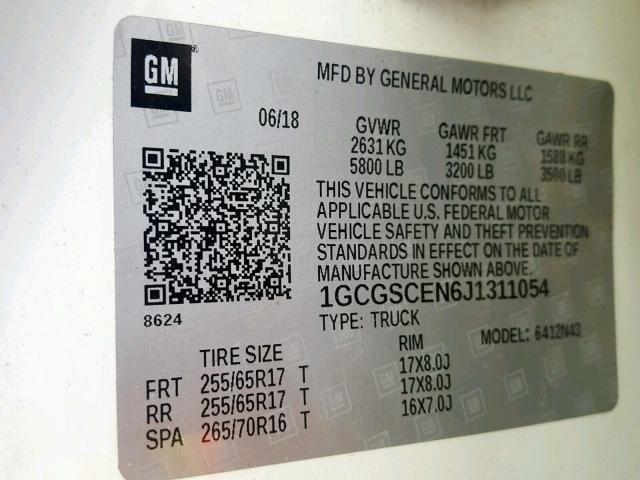 GM
MFD BY GENERAL MOTORS LLC
06/18
GVWR GAWR FRT GAWR RR
2631 KG 1451 KG 1588 KG
5800 LB 3200 LB 3500 LB
THIS VEHICLE CONFORMS TO ALL
APPLICABLE U.S. FEDERAL MOTOR
VEHICLE SAFETY AND THEFT PREVENTION
STANDARDS IN EFFECT ON THE DATE OF
MANUFACTURE SHOWN ABOVE.
1GCGSCEN6J1311054
8624
TYPE: TRUCK MODEL: 6412N43
TIRE SIZE RIM
FRT 255/65R17 T 17X8.0J
RR 255/65R17 T 17X8.0J
SPA 265/70R16 T 16X7.0J